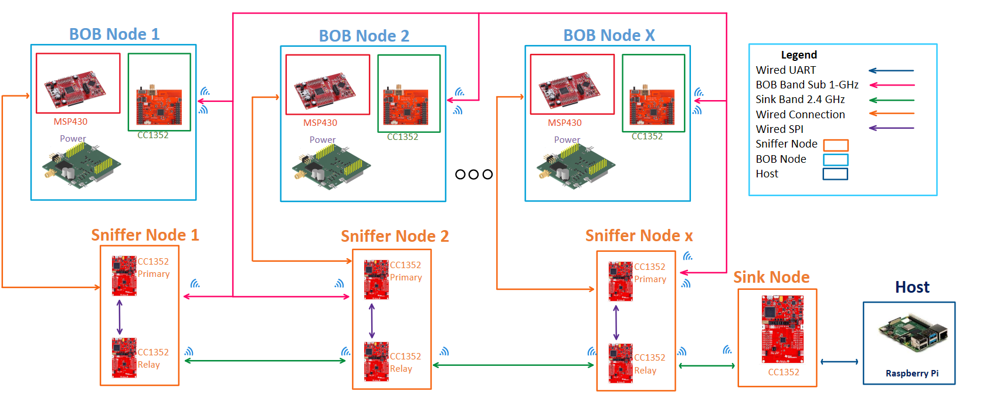 BOB Node 1
BOB Node 2
BOB Node X
MSP430
CC1352
Power
MSP430
CC1352
Power
MSP430
CC1352
Power
Legend
Wired UART
BOB Band Sub 1-GHz
Sink Band 2.4 GHz
Wired Connection
Wired SPI
Sniffer Node
BOB Node
Host
Sniffer Node 1
CC1352
Primary
CC1352
Relay
Sniffer Node 2
CC1352
Primary
CC1352
Relay
Sniffer Node x
CC1352
Primary
CC1352
Relay
Sink Node
CC1352
Host
Raspberry Pi